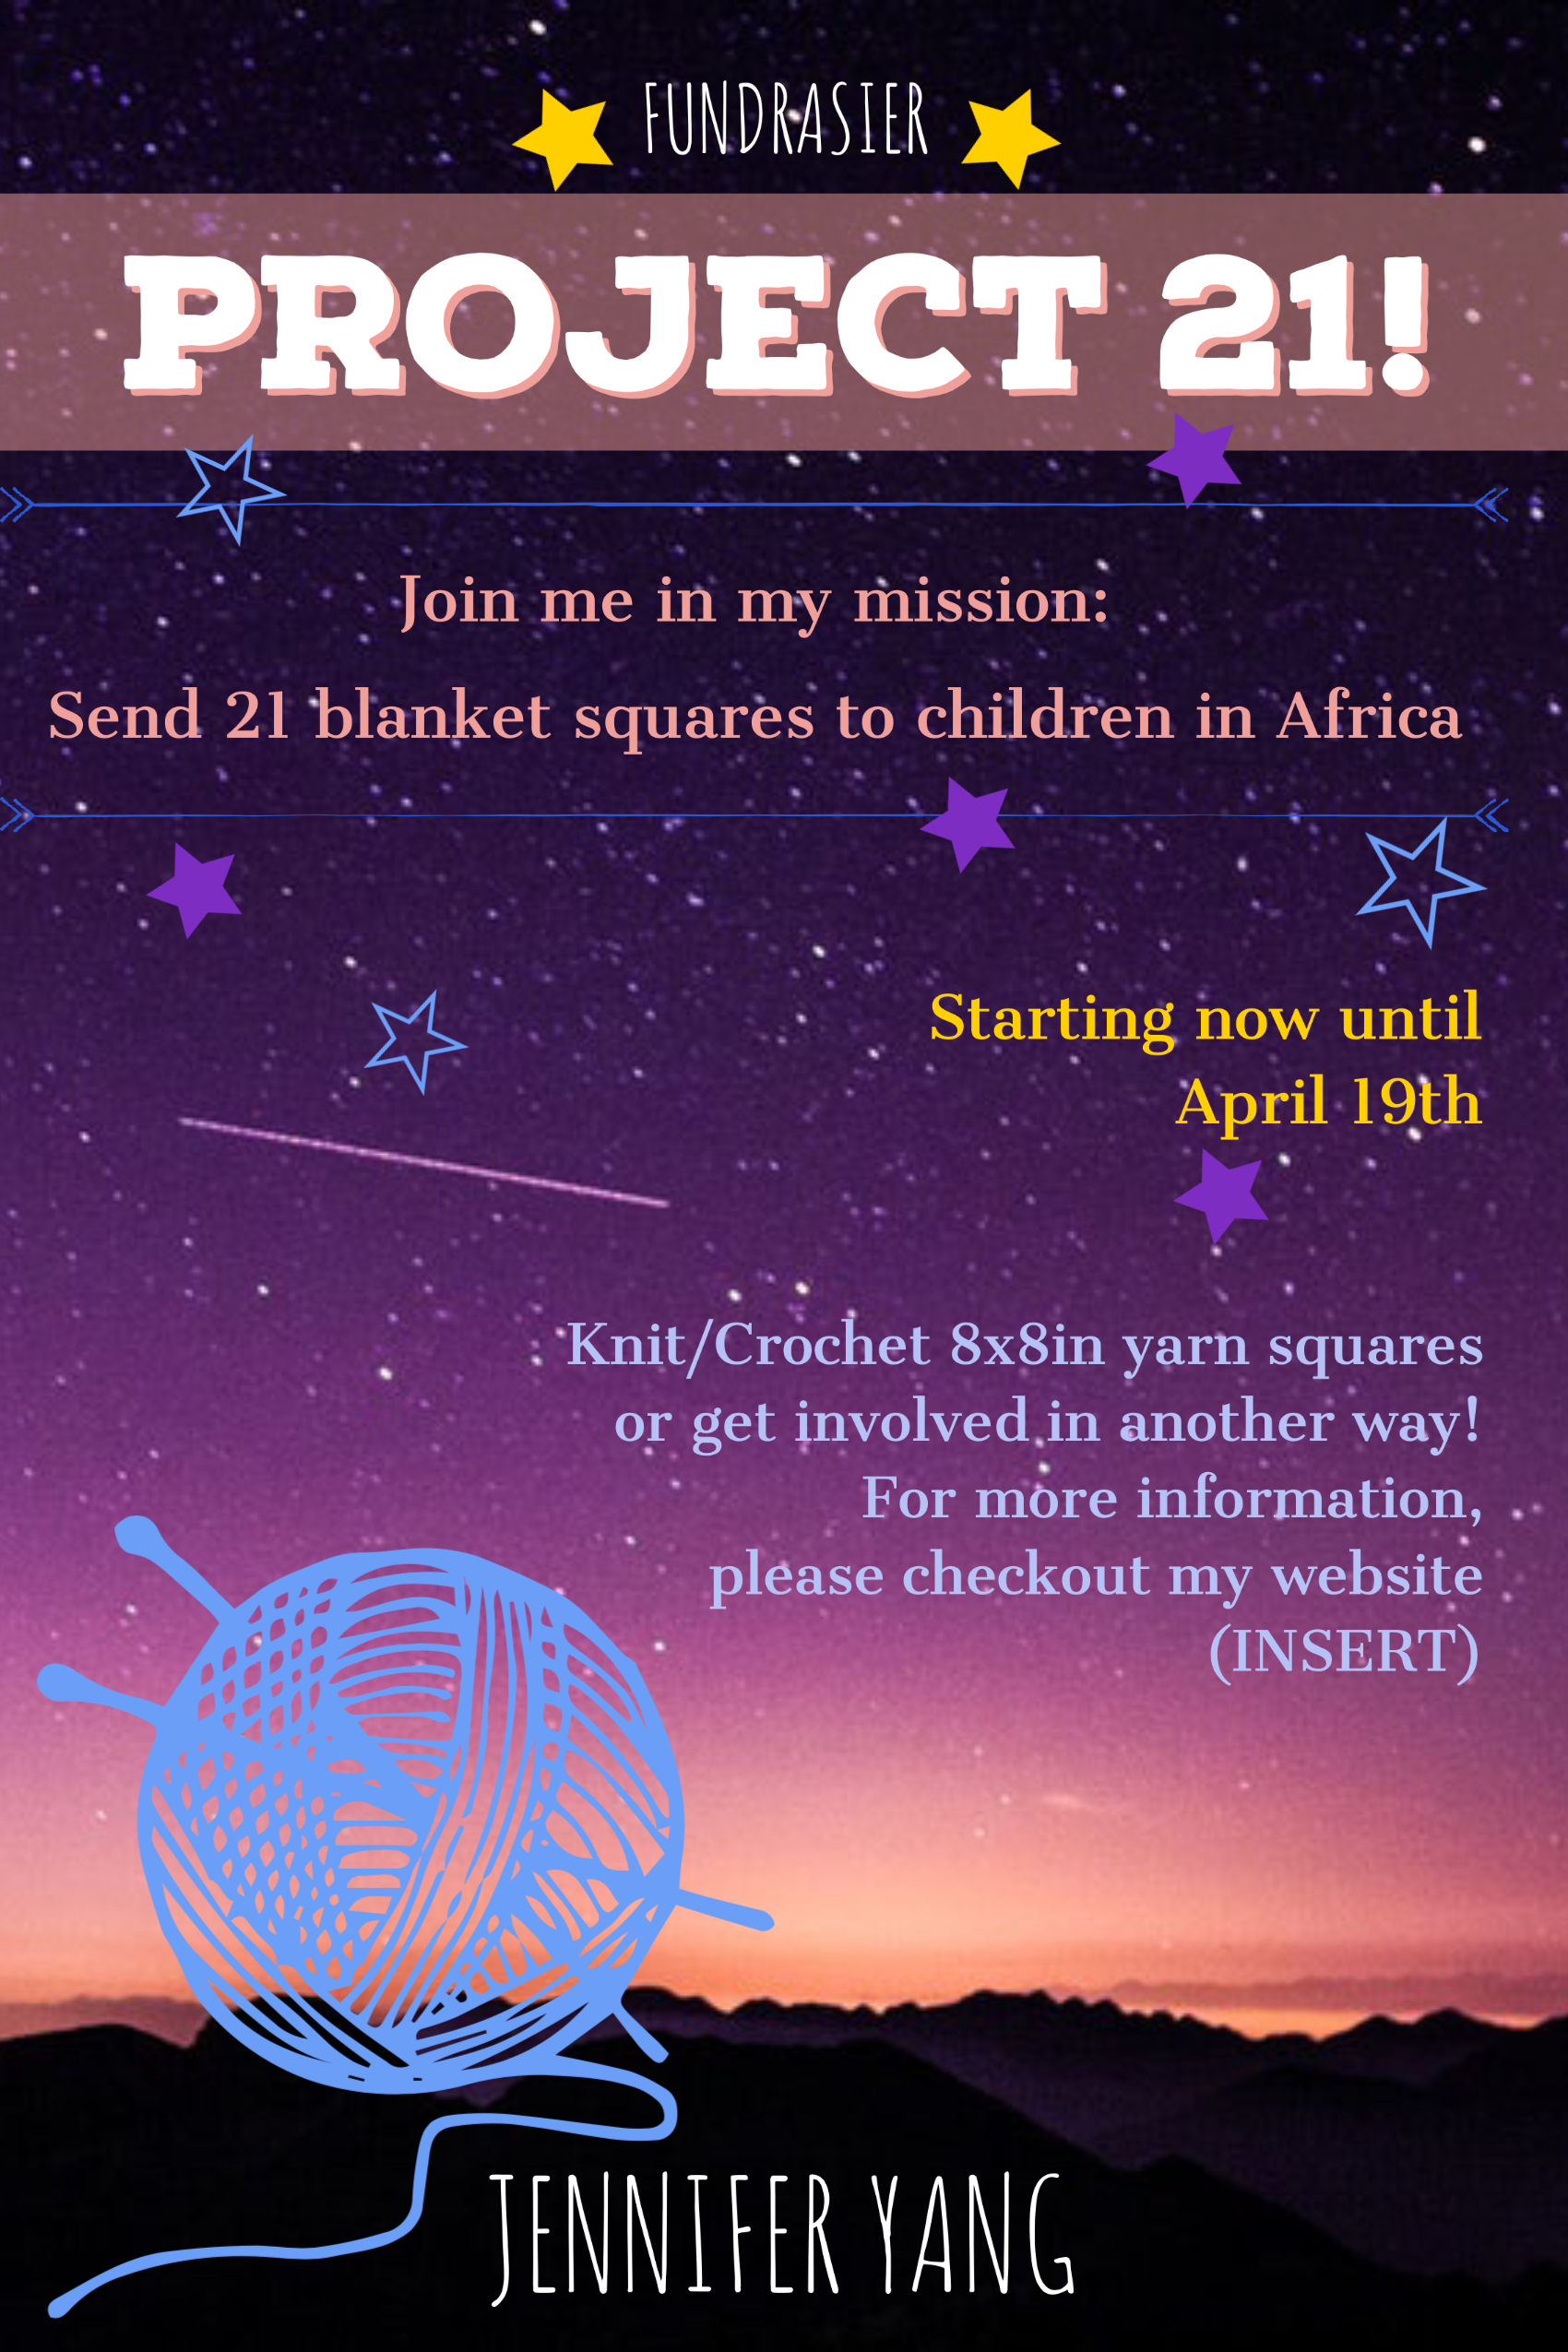 FUNDRASIER
PROJECT 21!
Join me in my mission:
Send 21 blanket squares to children in Africa
Starting now until
April 19th
Knit/Crochet 8x8in yarn squares
or get involved in another way!
For more information,
please checkout my website
(INSERT)
JENNIFER YANG